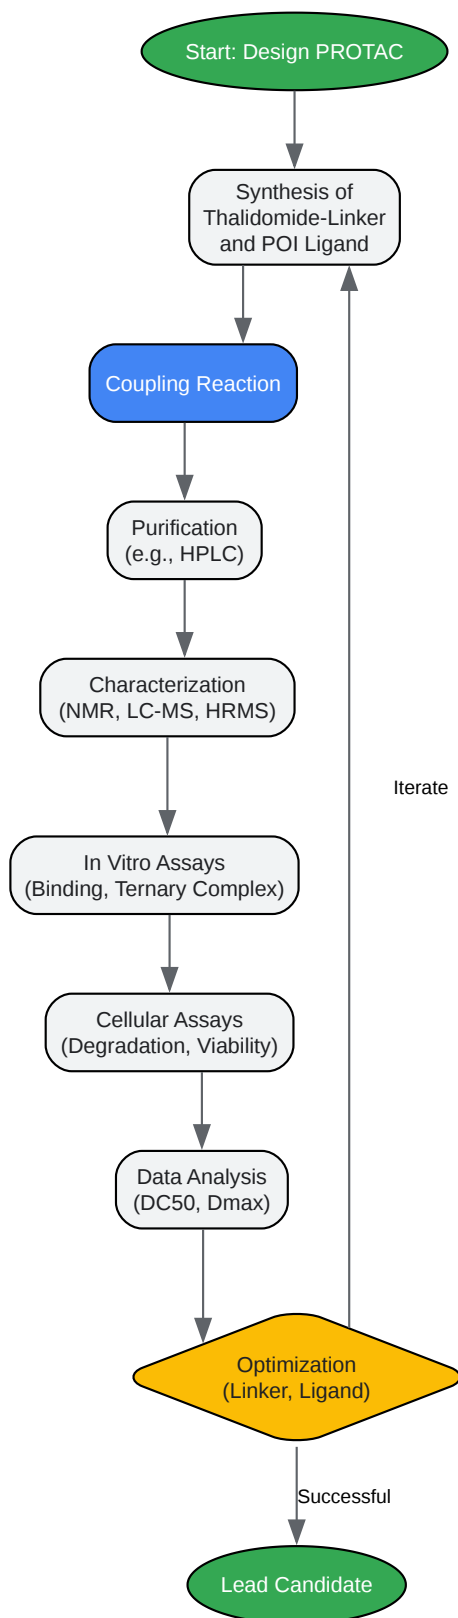 Start: Design PROTAC
Synthesis of
Thalidomide-Linker
and POI Ligand
Coupling Reaction
Purification
(e.g., HPLC)
Characterization
(NMR, LC-MS, HRMS)
Iterate
In Vitro Assays
(Binding, Ternary Complex)
Cellular Assays
(Degradation, Viability)
Data Analysis
(DC50, Dmax)
Optimization
(Linker, Ligand)
Successful
Lead Candidate